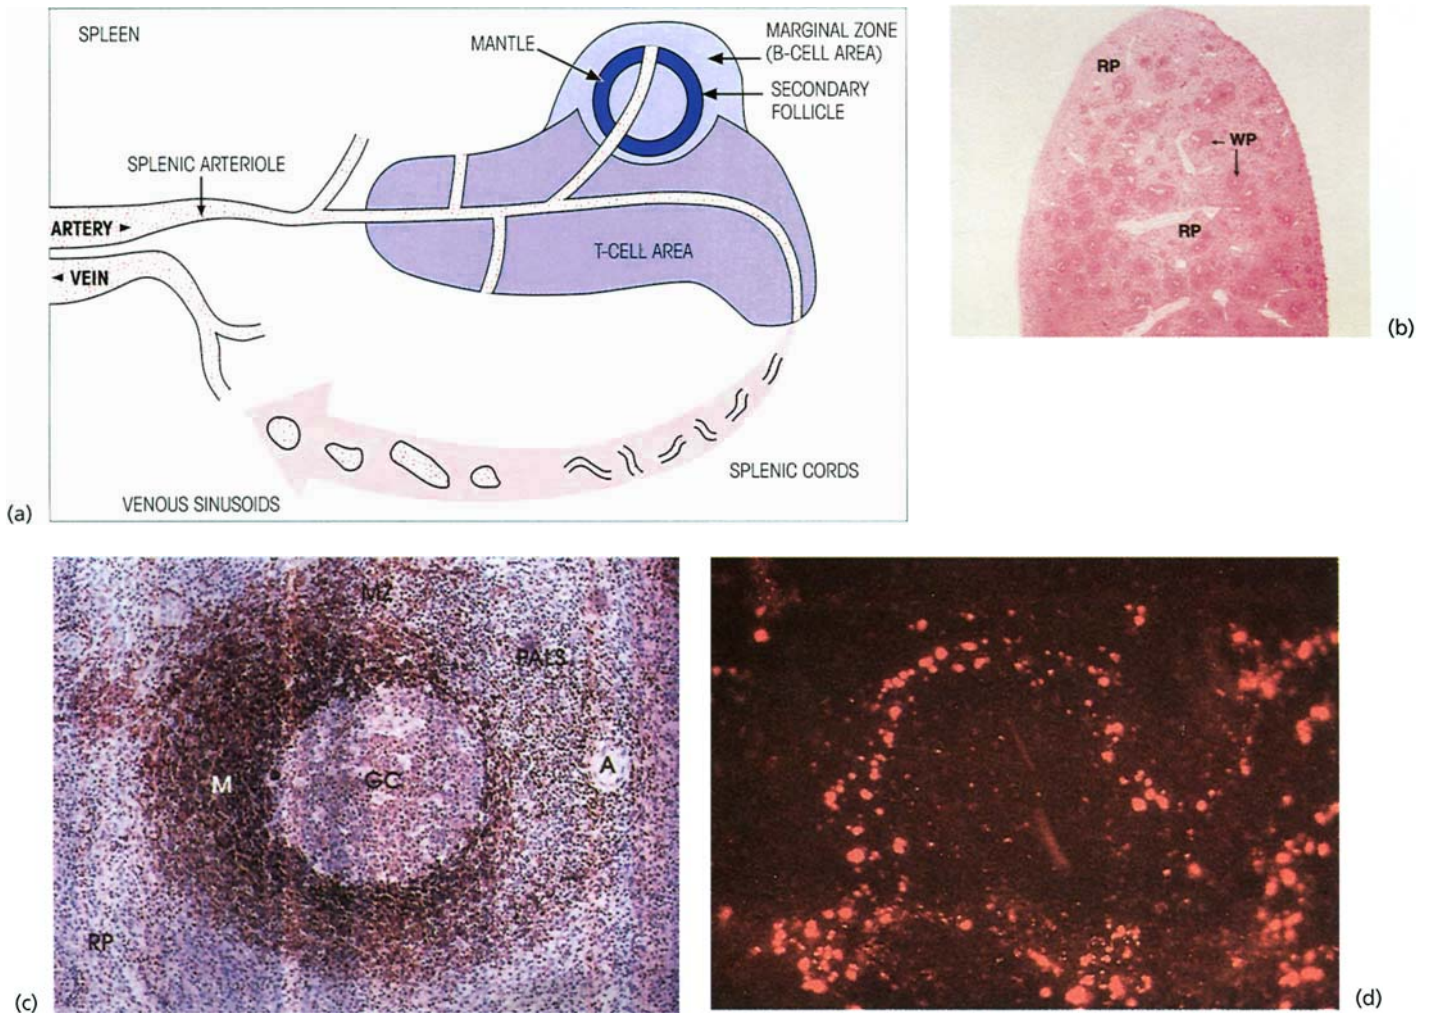 SPLEEN
MANTLE
MARGINAL ZONE
(B-CELL AREA)
SECONDARY
FOLLICLE
SPLENIC ARTERIOLE
ARTERY
VEIN
T-CELL AREA
SPLENIC CORDS
VENOUS SINUSOIDS
(a)
RP
WP
RP
(b)
MZ
PALS
M
GC
A
RP
(c)
(d)